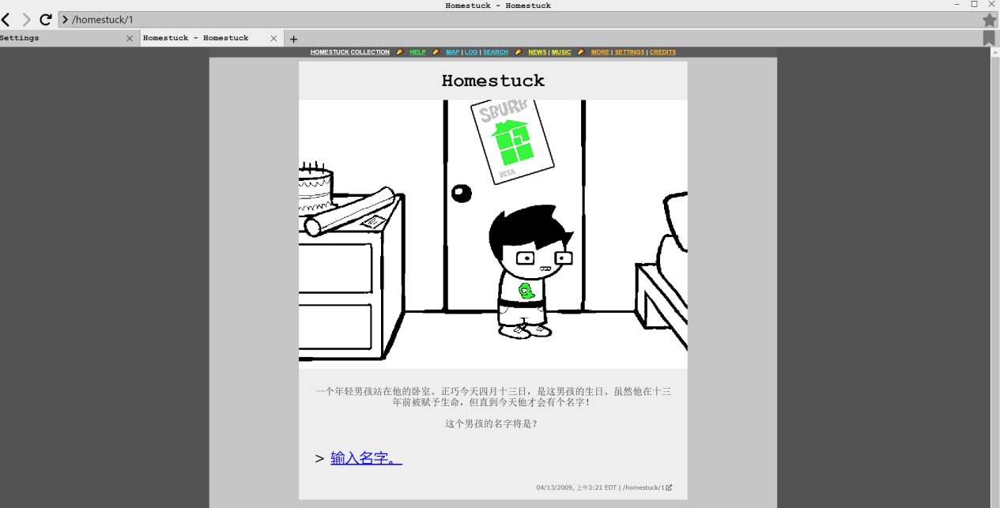 Homestuck - Homestuck
/homestuck/1
Settings
Homestuck - Homestuck
HOMESTUCK COLLECTION HELP MAP | LOG | SEARCH NEWS | MUSIC MORE | SETTINGS | CREDITS
Homestuck
SBURB
BETA
一个年轻男孩站在他的卧室。正巧今天四月十三日，是这男孩的生日。虽然他在十三
年前被赋予生命，但直到今天他才会有个名字！
这个男孩的名字将是？
> 输入名字。
04/13/2009, 上午3:21 EDT | /homestuck/1